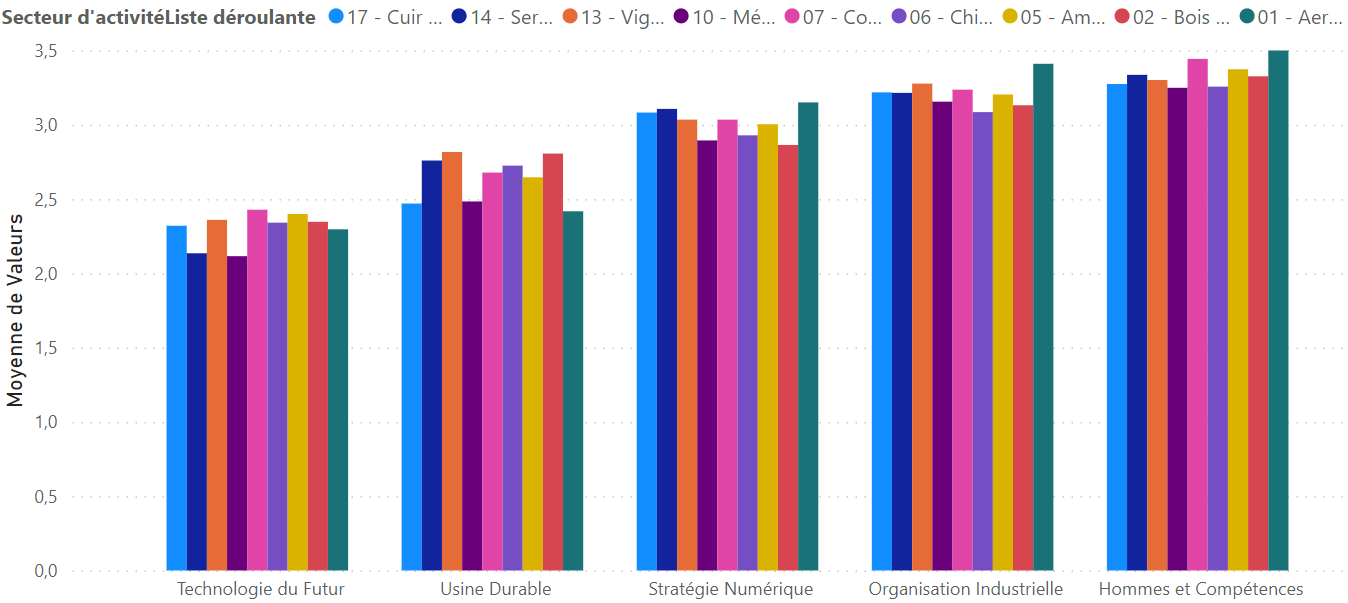 Secteur d'activitéListe déroulante 17 - Cuir ... 14 - Ser... 13 - Vig... 10 - Mé... 07 - Co... 06 - Chi... 05 - Am... 02 - Bois ... 01 - Aer...
3,5
3,0
2,5
2,0
1,5
1,0
0,5
0,0
Moyenne de Valeurs
Technologie du Futur
Usine Durable
Stratégie Numérique
Organisation Industrielle
Hommes et Compétences